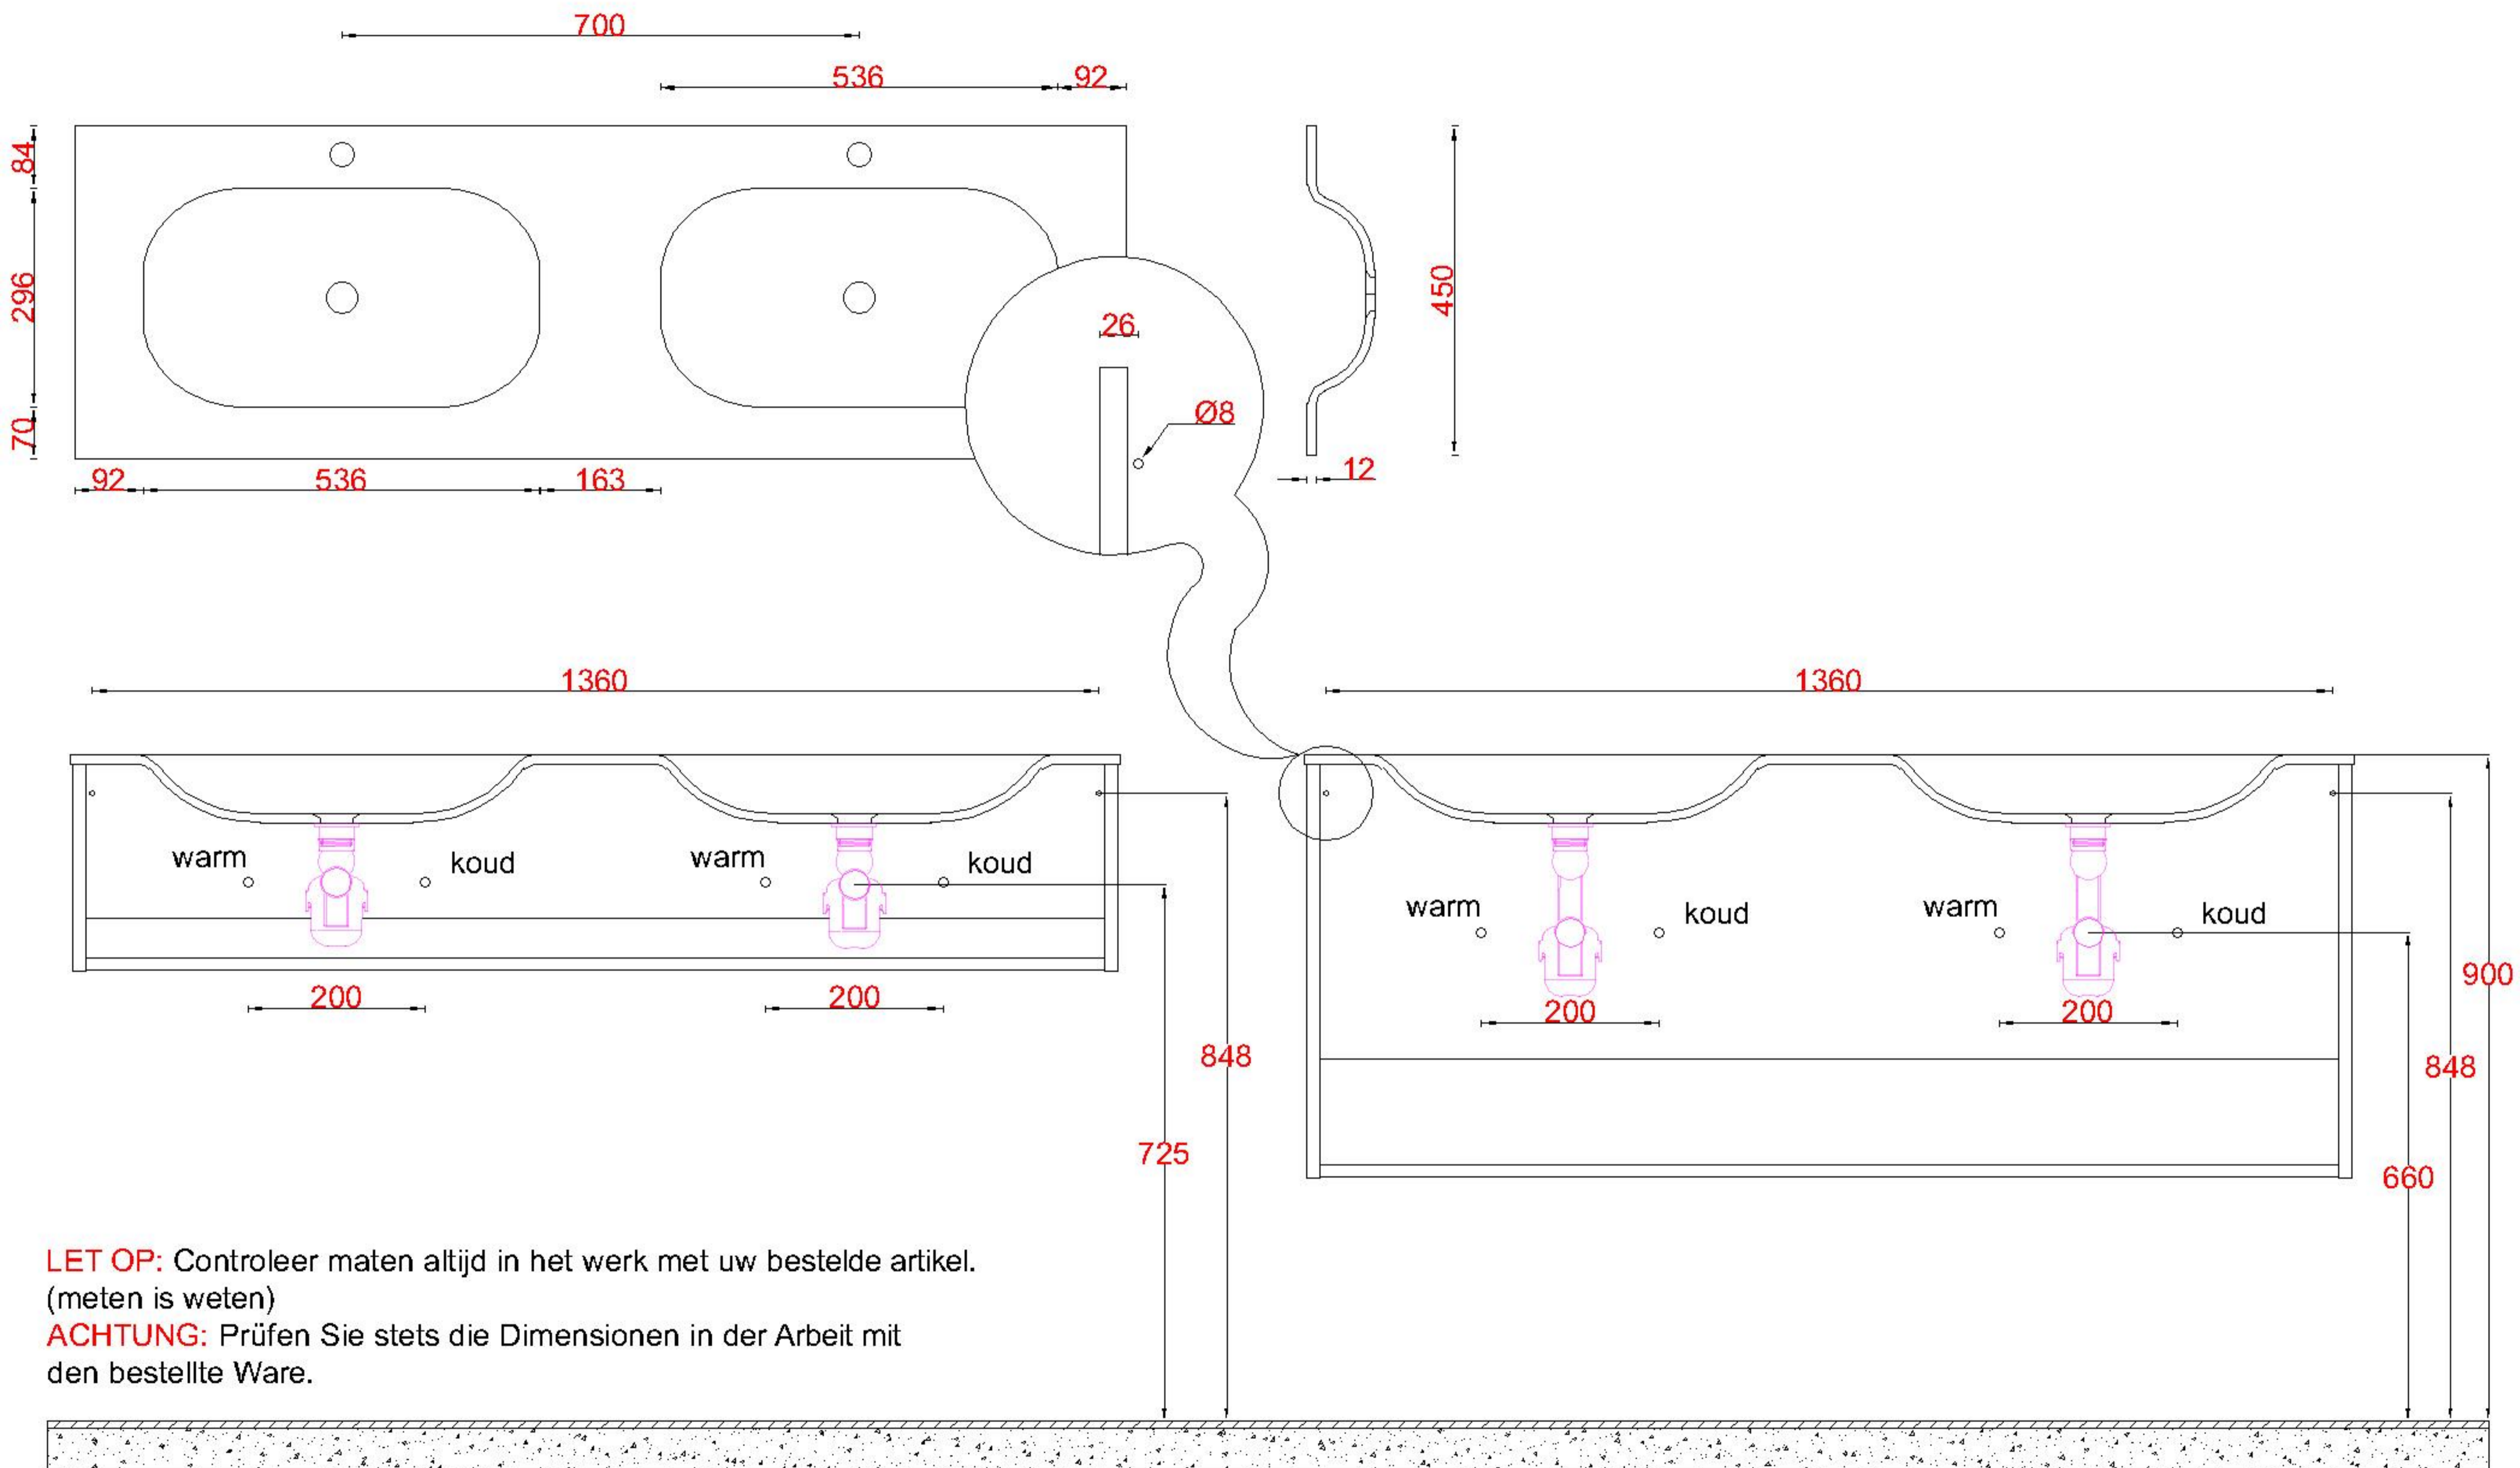 700
536 92
84
296
70
92 536 163
26
Ø8
450
12
1360
1360
warm koud warm koud
warm koud warm koud
200 200
200 200
848
725
900
848
660
LET OP: Controleer maten altijd in het werk met uw bestelde artikel.
(meten is weten)
ACHTUNG: Prüfen Sie stets die Dimensionen in der Arbeit mit
den bestellte Ware.